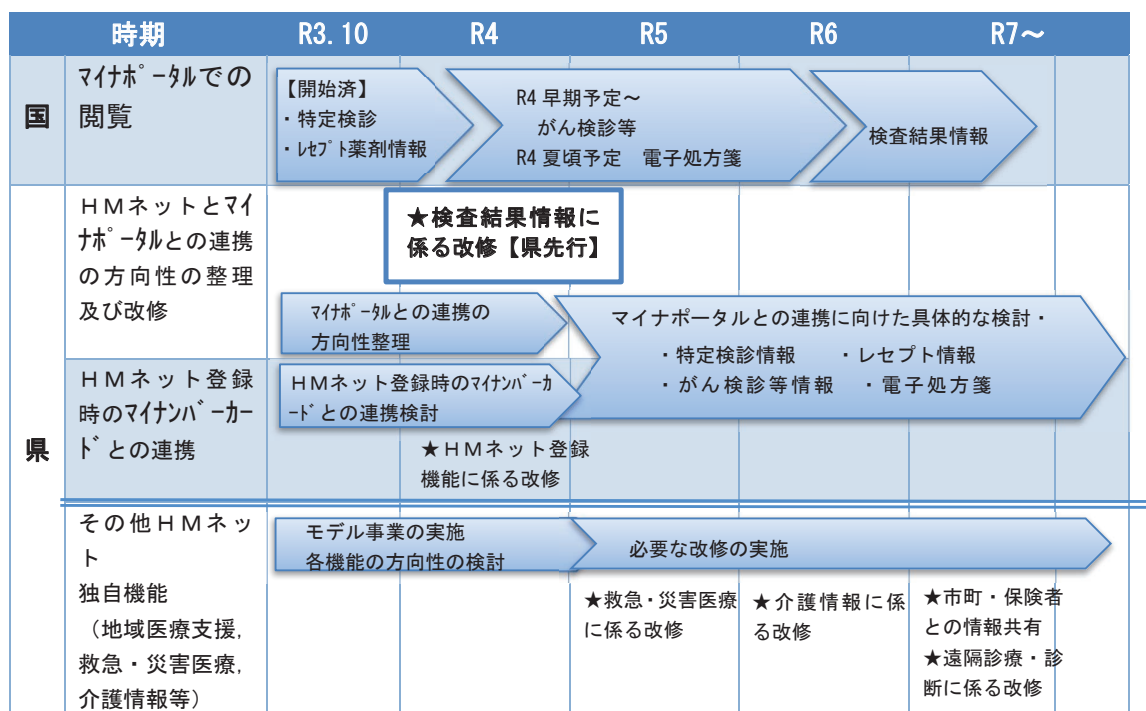 時期 R3.10 R4 R5 R6 R7～
国
ﾏｲﾅﾎﾟｰﾀﾙでの
閲覧
【開始済】
・特定検診
・ﾚｾﾌﾟﾄ薬剤情報
R4 早期予定～
がん検診等
R4 夏頃予定　電子処方箋
検査結果情報
県
ＨＭネットとﾏｲ
ﾅﾎﾟｰﾀﾙとの連携
の方向性の整理
及び改修
★検査結果情報に
係る改修【県先行】
ﾏｲﾅﾎﾟｰﾀﾙとの連携の
方向性整理
マイナポータルとの連携に向けた具体的な検討・
・特定検診情報　・レセプト情報
・がん検診等情報　・電子処方箋
ＨＭネット登録
時のﾏｲﾅﾝﾊﾞｰｶｰ
ﾄﾞとの連携
ＨＭネット登録時のﾏｲﾅﾝﾊﾞｰｶ
ｰﾄﾞとの連携検討
★ＨＭネット登録
機能に係る改修
その他ＨＭネッ
ト
独自機能
（地域医療支援,
救急・災害医療,
介護情報等）
モデル事業の実施
各機能の方向性の検討
必要な改修の実施
★救急・災害医療
に係る改修
★介護情報に係
る改修
★市町・保険者
との情報共有
★遠隔診療・診
断に係る改修